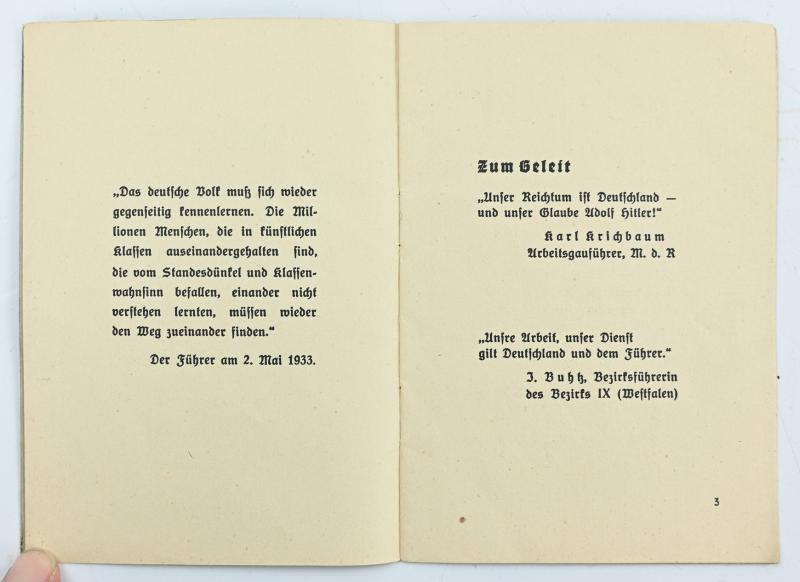 „Das deutsche Volk muß sich wieder
gegenseitig kennenlernen. Die Mil-
lionen Menschen, die in künstlichen
Klassen auseinandergehalten sind,
die vom Standesdünkel und Klassen-
wahnsinn befallen, einander nicht
verstehen lernten, müssen wieder
den Weg zueinander finden.“
Der Führer am 2. Mai 1933.
Zum Geleit
„Unser Reichtum ist Deutschland —
und unser Glaube Adolf Hitler!“
Karl Krichbaum
Arbeitsgauführer, M. d. R
„Unsre Arbeit, unser Dienst
gilt Deutschland und dem Führer.“
J. Buhtz, Bezirksführerin
des Bezirks IX (Westfalen)
3